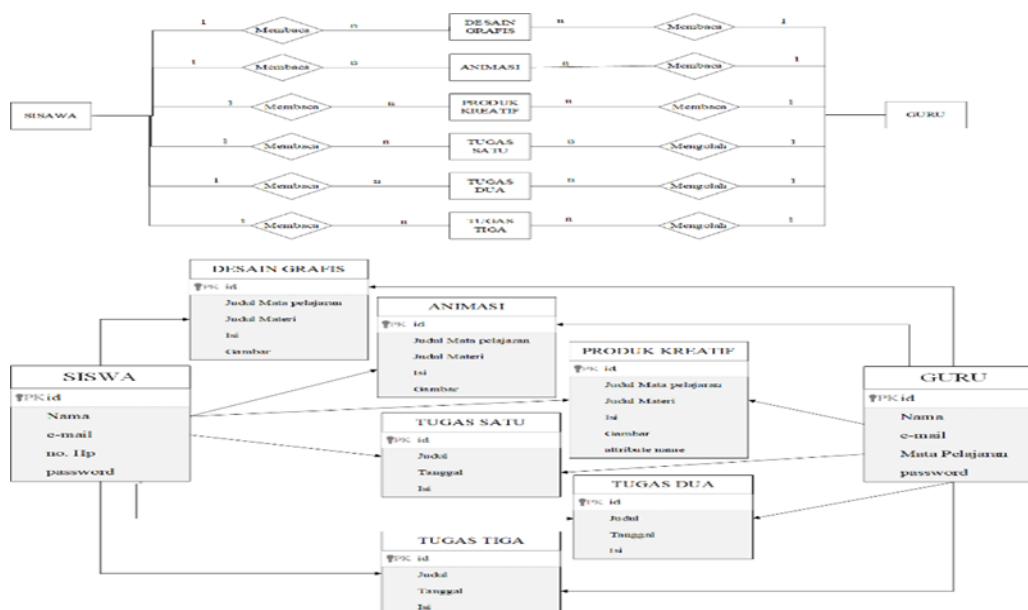 1 Membaca n DESAIN GRAFIS n Membaca 1
1 Membaca n ANIMASI n Membaca 1
1 Membaca n PRODUK KREATIF n Membaca 1
SISAWA
GURU
1 Membaca n TUGAS SATU n Mengolah 1
1 Membaca n TUGAS DUA n Mengolah 1
1 Membaca n TUGAS TIGA n Mengolah 1
DESAIN GRAFIS
PK id
Judul Mata pelajaran
Judul Materi
Isi
Gambar
ANIMASI
PK id
Judul Mata pelajaran
Judul Materi
Isi
Gambar
PRODUK KREATIF
PK id
Judul Mata pelajaran
Judul Materi
Isi
Gambar
attribute name
SISWA
PK id
Nama
e-mail
no. Hp
password
GURU
PK id
Nama
e-mail
Mata Pelajaran
password
TUGAS SATU
PK id
Judul
Tanggal
Isi
TUGAS DUA
PK id
Judul
Tanggal
Isi
TUGAS TIGA
PK id
Judul
Tanggal
Isi